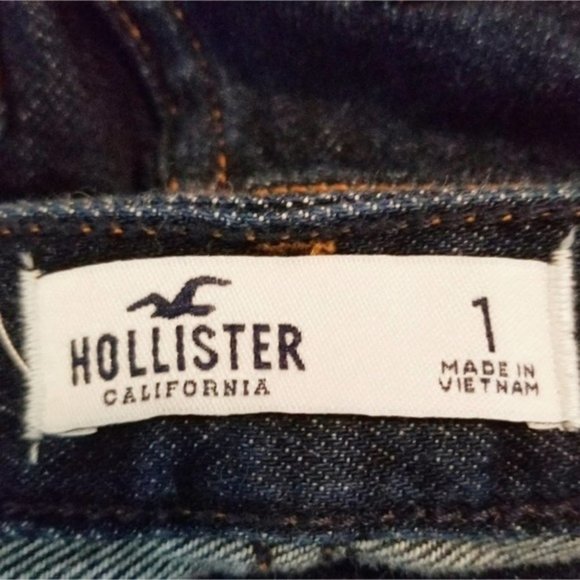 HOLLISTER
CALIFORNIA
1
MADE IN
VIETNAM